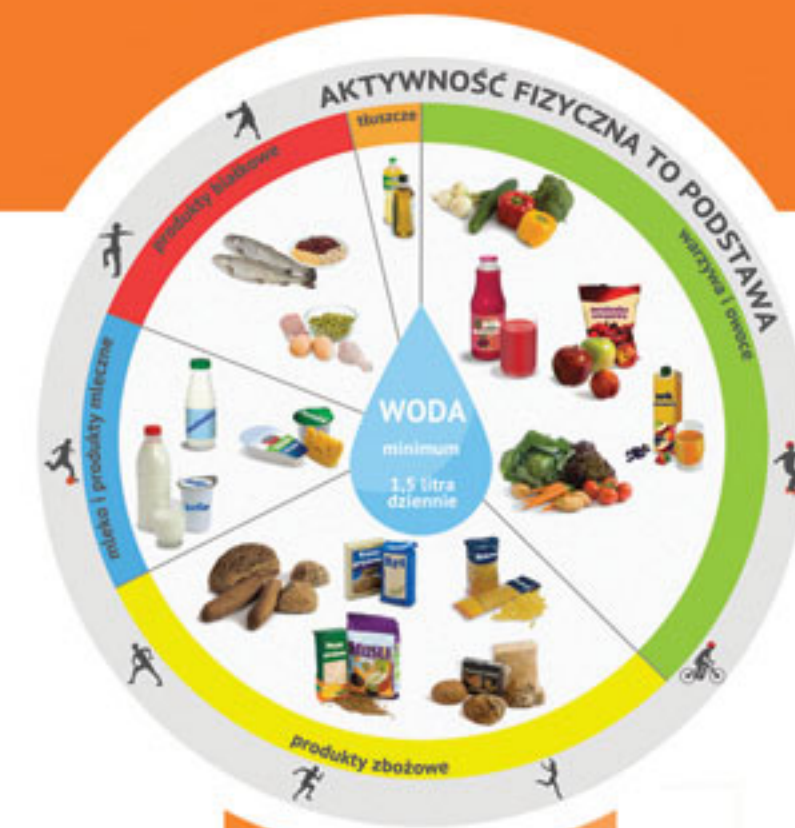 AKTYWNOŚĆ FIZYCZNA TO PODSTAWA
tłuszcze
warzywa i owoce
produkty białkowe
mleko i produkty mleczne
WODA
minimum
1,5 litra
dziennie
MUSLI
produkty zbożowe